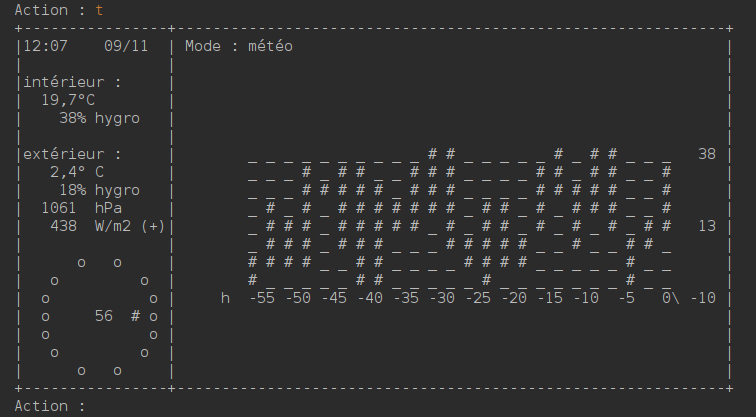 Action : t
+----------------+-------------------------------------------------------------+
|12:07    09/11  | Mode : météo                                                |
|                |                                                             |
|intérieur :     |                                                             |
|  19,7°C        |                                                             |
|    38% hygro   |                                                             |
|                |                                                             |
|extérieur :     |        _ _ _ _ _ _ _ _ _ _ # # _ _ _ _ _ # _ # # _ _ _   38 |
|   2,4° C       |        _ _ _ # _ # # _ _ # # # _ _ _ _ # # # # # _ _ #      |
|    18% hygro   |        _ _ _ # # # # # _ # # # _ _ _ _ # # # # # _ _ #      |
|  1061  hPa     |        _ # _ # _ # # # # # # # _ # # _ # _ # # # _ _ #      |
|   438  W/m2 (+)|        _ # # # _ # # # # # _ # _ # # _ # _ # _ # _ # #   13 |
|                |        _ # # # _ # # # _ _ _ # # # # # _ _ # _ _ # # _      |
|      o   o     |        # # # # _ _ # # _ _ _ _ # # # # _ _ _ _ _ # _ _      |
|   o         o  |        # _ _ _ _ _ # # _ _ _ _ _ # _ _ _ _ _ _ _ # _ _      |
|  o           o |     h  -55 -50 -45 -40 -35 -30 -25 -20 -15 -10  -5   0\ -10 |
|  o     56  # o |                                                             |
|  o           o |                                                             |
|   o         o  |                                                             |
|      o   o     |                                                             |
+----------------+-------------------------------------------------------------+
Action :